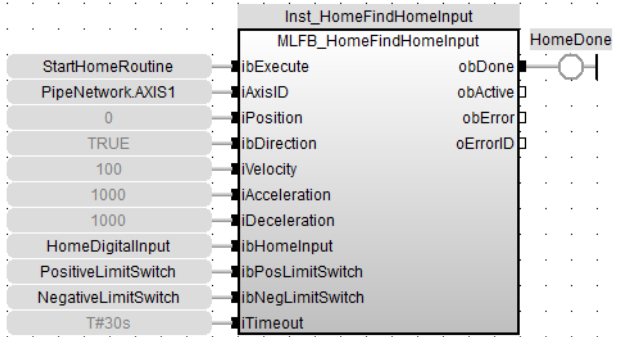 Inst_HomeFindHomeInput
MLFB_HomeFindHomeInput HomeDone
StartHomeRoutine ibExecute obDone
PipeNetwork.AXIS1 iAxisID obActive
0 iPosition obError
TRUE ibDirection oErrorID
100 iVelocity
1000 iAcceleration
1000 iDeceleration
HomeDigitalInput ibHomeInput
PositiveLimitSwitch ibPosLimitSwitch
NegativeLimitSwitch ibNegLimitSwitch
T#30s iTimeout